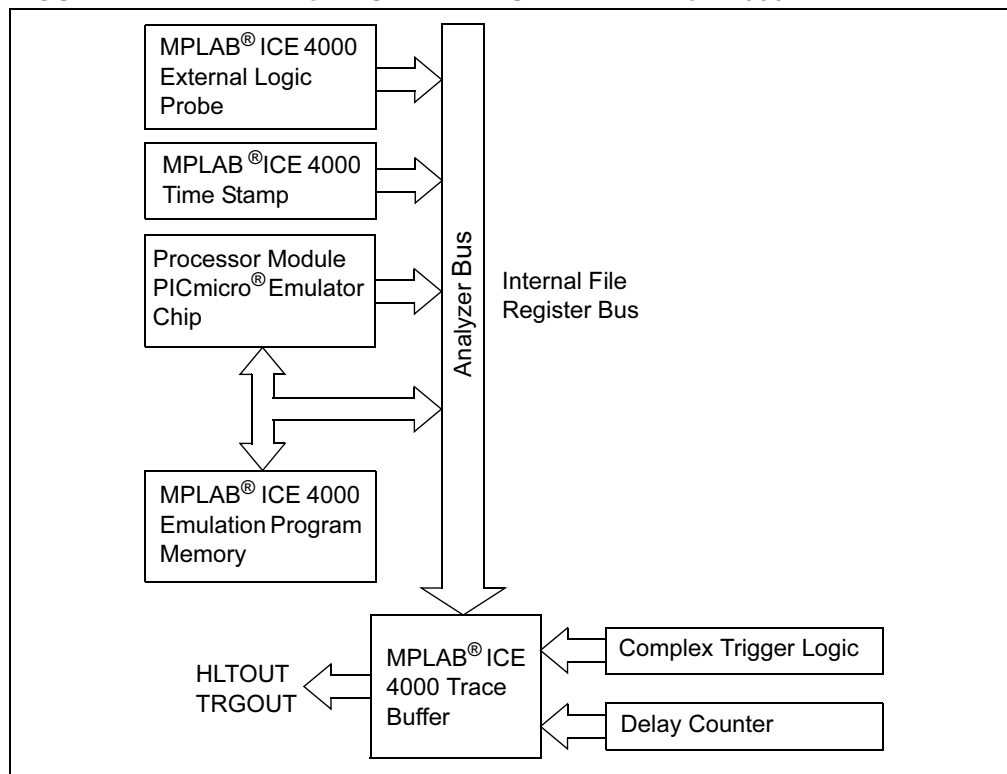 MPLAB® ICE 4000
External Logic
Probe
MPLAB ®ICE 4000
Time Stamp
Processor Module
PICmicro® Emulator
Chip
Analyzer Bus
Internal File
Register Bus
MPLAB® ICE 4000
Emulation Program
Memory
MPLAB® ICE
4000 Trace
Buffer
HLTOUT
TRGOUT
Complex Trigger Logic
Delay Counter